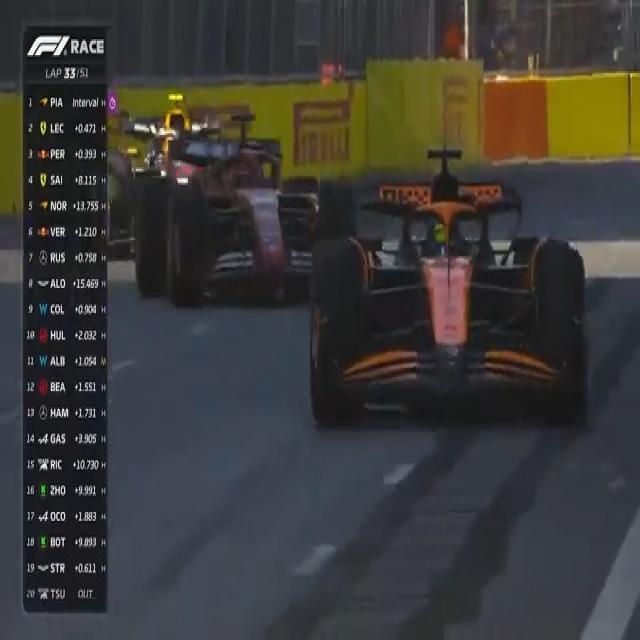 F1 RACE
LAP 33/51
1 PIA Interval H
2 LEC +0.471 H
3 PER +0.393 H
4 SAI +8.115 H
5 NOR +13.755 H
6 VER +1.210 H
7 RUS +0.758 H
8 ALO +15.469 H
9 COL +0.904 H
10 HUL +2.032 H
11 ALB +1.054 M
12 BEA +1.551 H
13 HAM +1.731 H
14 GAS +3.905 H
15 RIC +10.730 H
16 ZHO +9.991 H
17 OCO +1.883 H
18 BOT +9.893 H
19 STR +0.611 H
20 TSU OUT
PIRELLI